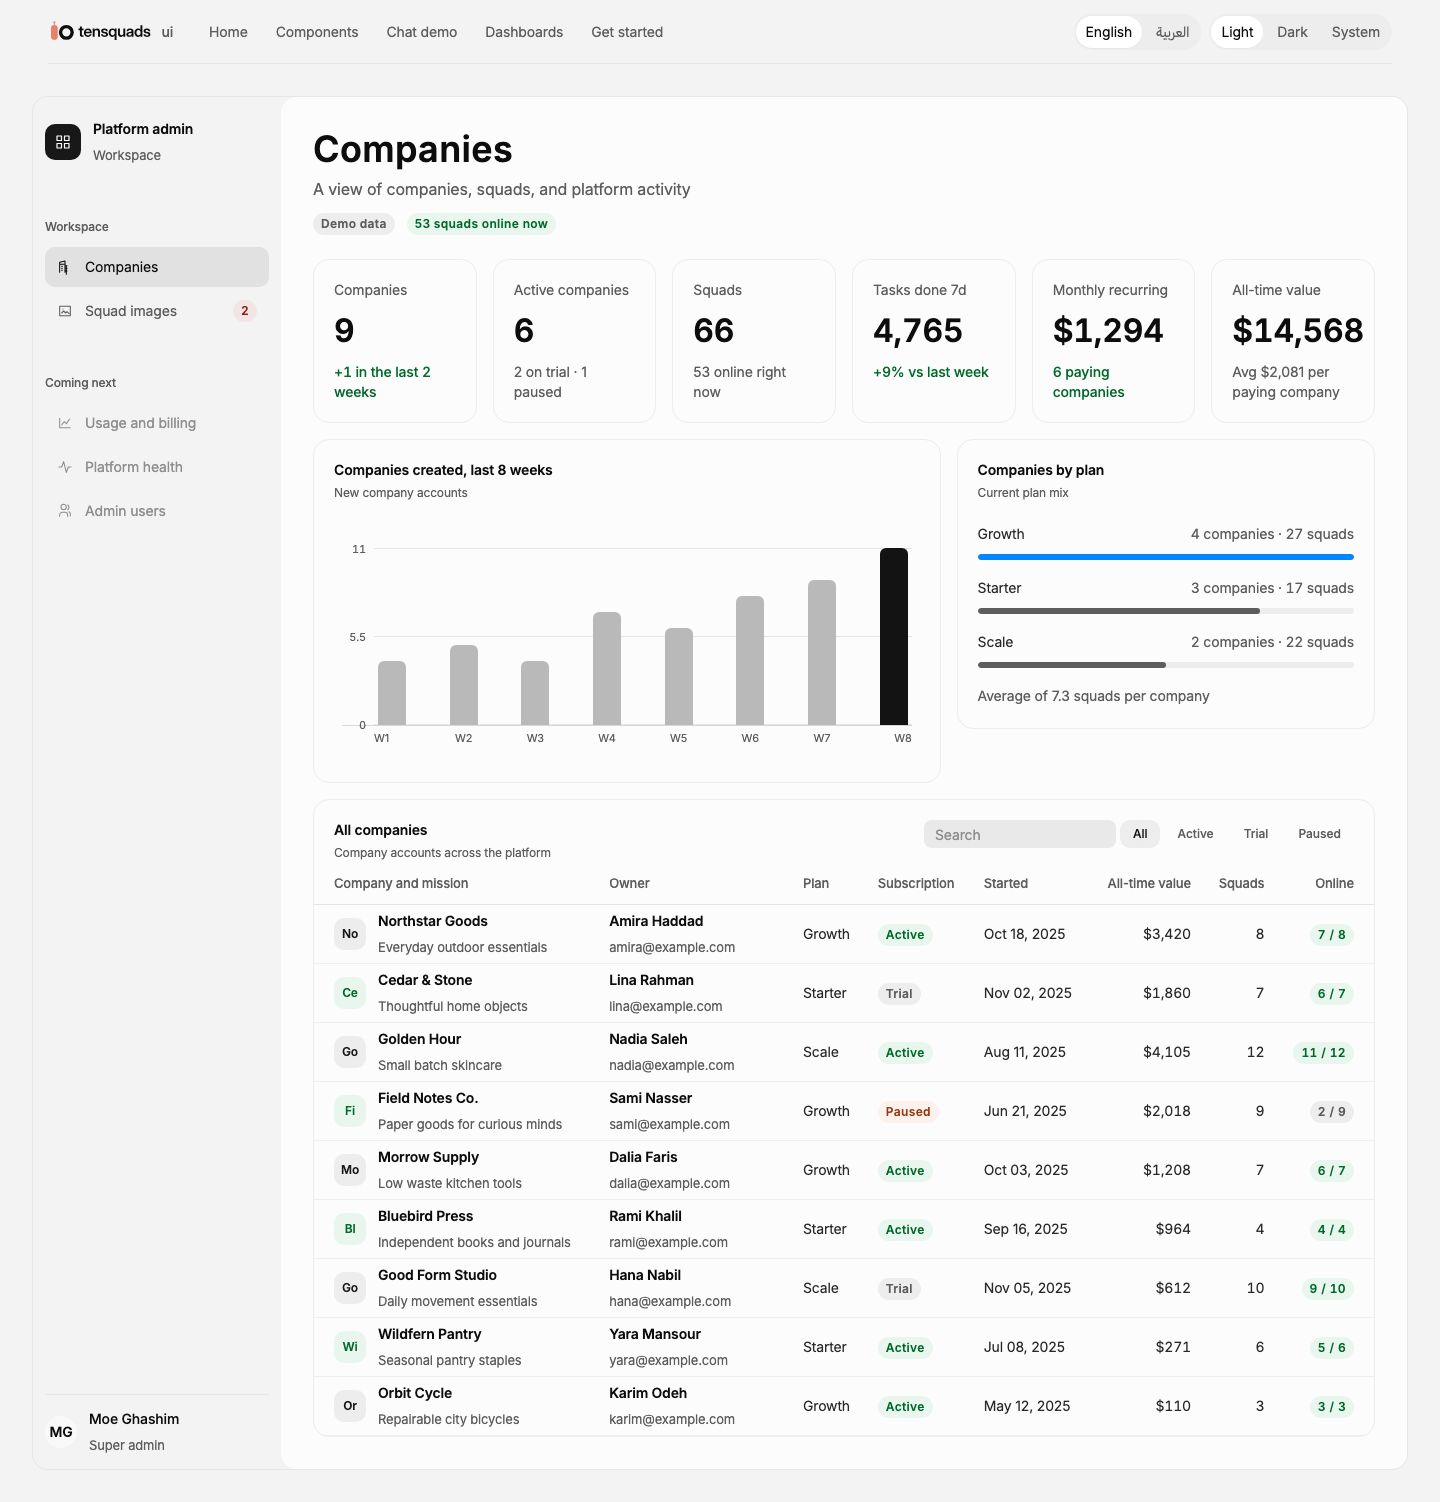 tensquads ui
Home
Components
Chat demo
Dashboards
Get started
English
العربية
Light
Dark
System
Platform admin
Workspace
Workspace
Companies
Squad images
2
Coming next
Usage and billing
Platform health
Admin users
MG
Moe Ghashim
Super admin
Companies
A view of companies, squads, and platform activity
Demo data
53 squads online now
Companies
9
+1 in the last 2
weeks
Active companies
6
2 on trial · 1
paused
Squads
66
53 online right
now
Tasks done 7d
4,765
+9% vs last week
Monthly recurring
$1,294
6 paying
companies
All-time value
$14,568
Avg $2,081 per
paying company
Companies created, last 8 weeks
New company accounts
11
5.5
0
W1 W2 W3 W4 W5 W6 W7 W8
Companies by plan
Current plan mix
Growth 4 companies · 27 squads
Starter 3 companies · 17 squads
Scale 2 companies · 22 squads
Average of 7.3 squads per company
All companies
Company accounts across the platform
Search
All
Active
Trial
Paused
Company and mission Owner Plan Subscription Started All-time value Squads Online
No Northstar Goods Amira Haddad Growth Active Oct 18, 2025 $3,420 8 7 / 8
Everyday outdoor essentials amira@example.com
Ce Cedar & Stone Lina Rahman Starter Trial Nov 02, 2025 $1,860 7 6 / 7
Thoughtful home objects lina@example.com
Go Golden Hour Nadia Saleh Scale Active Aug 11, 2025 $4,105 12 11 / 12
Small batch skincare nadia@example.com
Fi Field Notes Co. Sami Nasser Growth Paused Jun 21, 2025 $2,018 9 2 / 9
Paper goods for curious minds sami@example.com
Mo Morrow Supply Dalia Faris Growth Active Oct 03, 2025 $1,208 7 6 / 7
Low waste kitchen tools dalia@example.com
Bl Bluebird Press Rami Khalil Starter Active Sep 16, 2025 $964 4 4 / 4
Independent books and journals rami@example.com
Go Good Form Studio Hana Nabil Scale Trial Nov 05, 2025 $612 10 9 / 10
Daily movement essentials hana@example.com
Wi Wildfern Pantry Yara Mansour Starter Active Jul 08, 2025 $271 6 5 / 6
Seasonal pantry staples yara@example.com
Or Orbit Cycle Karim Odeh Growth Active May 12, 2025 $110 3 3 / 3
Repairable city bicycles karim@example.com